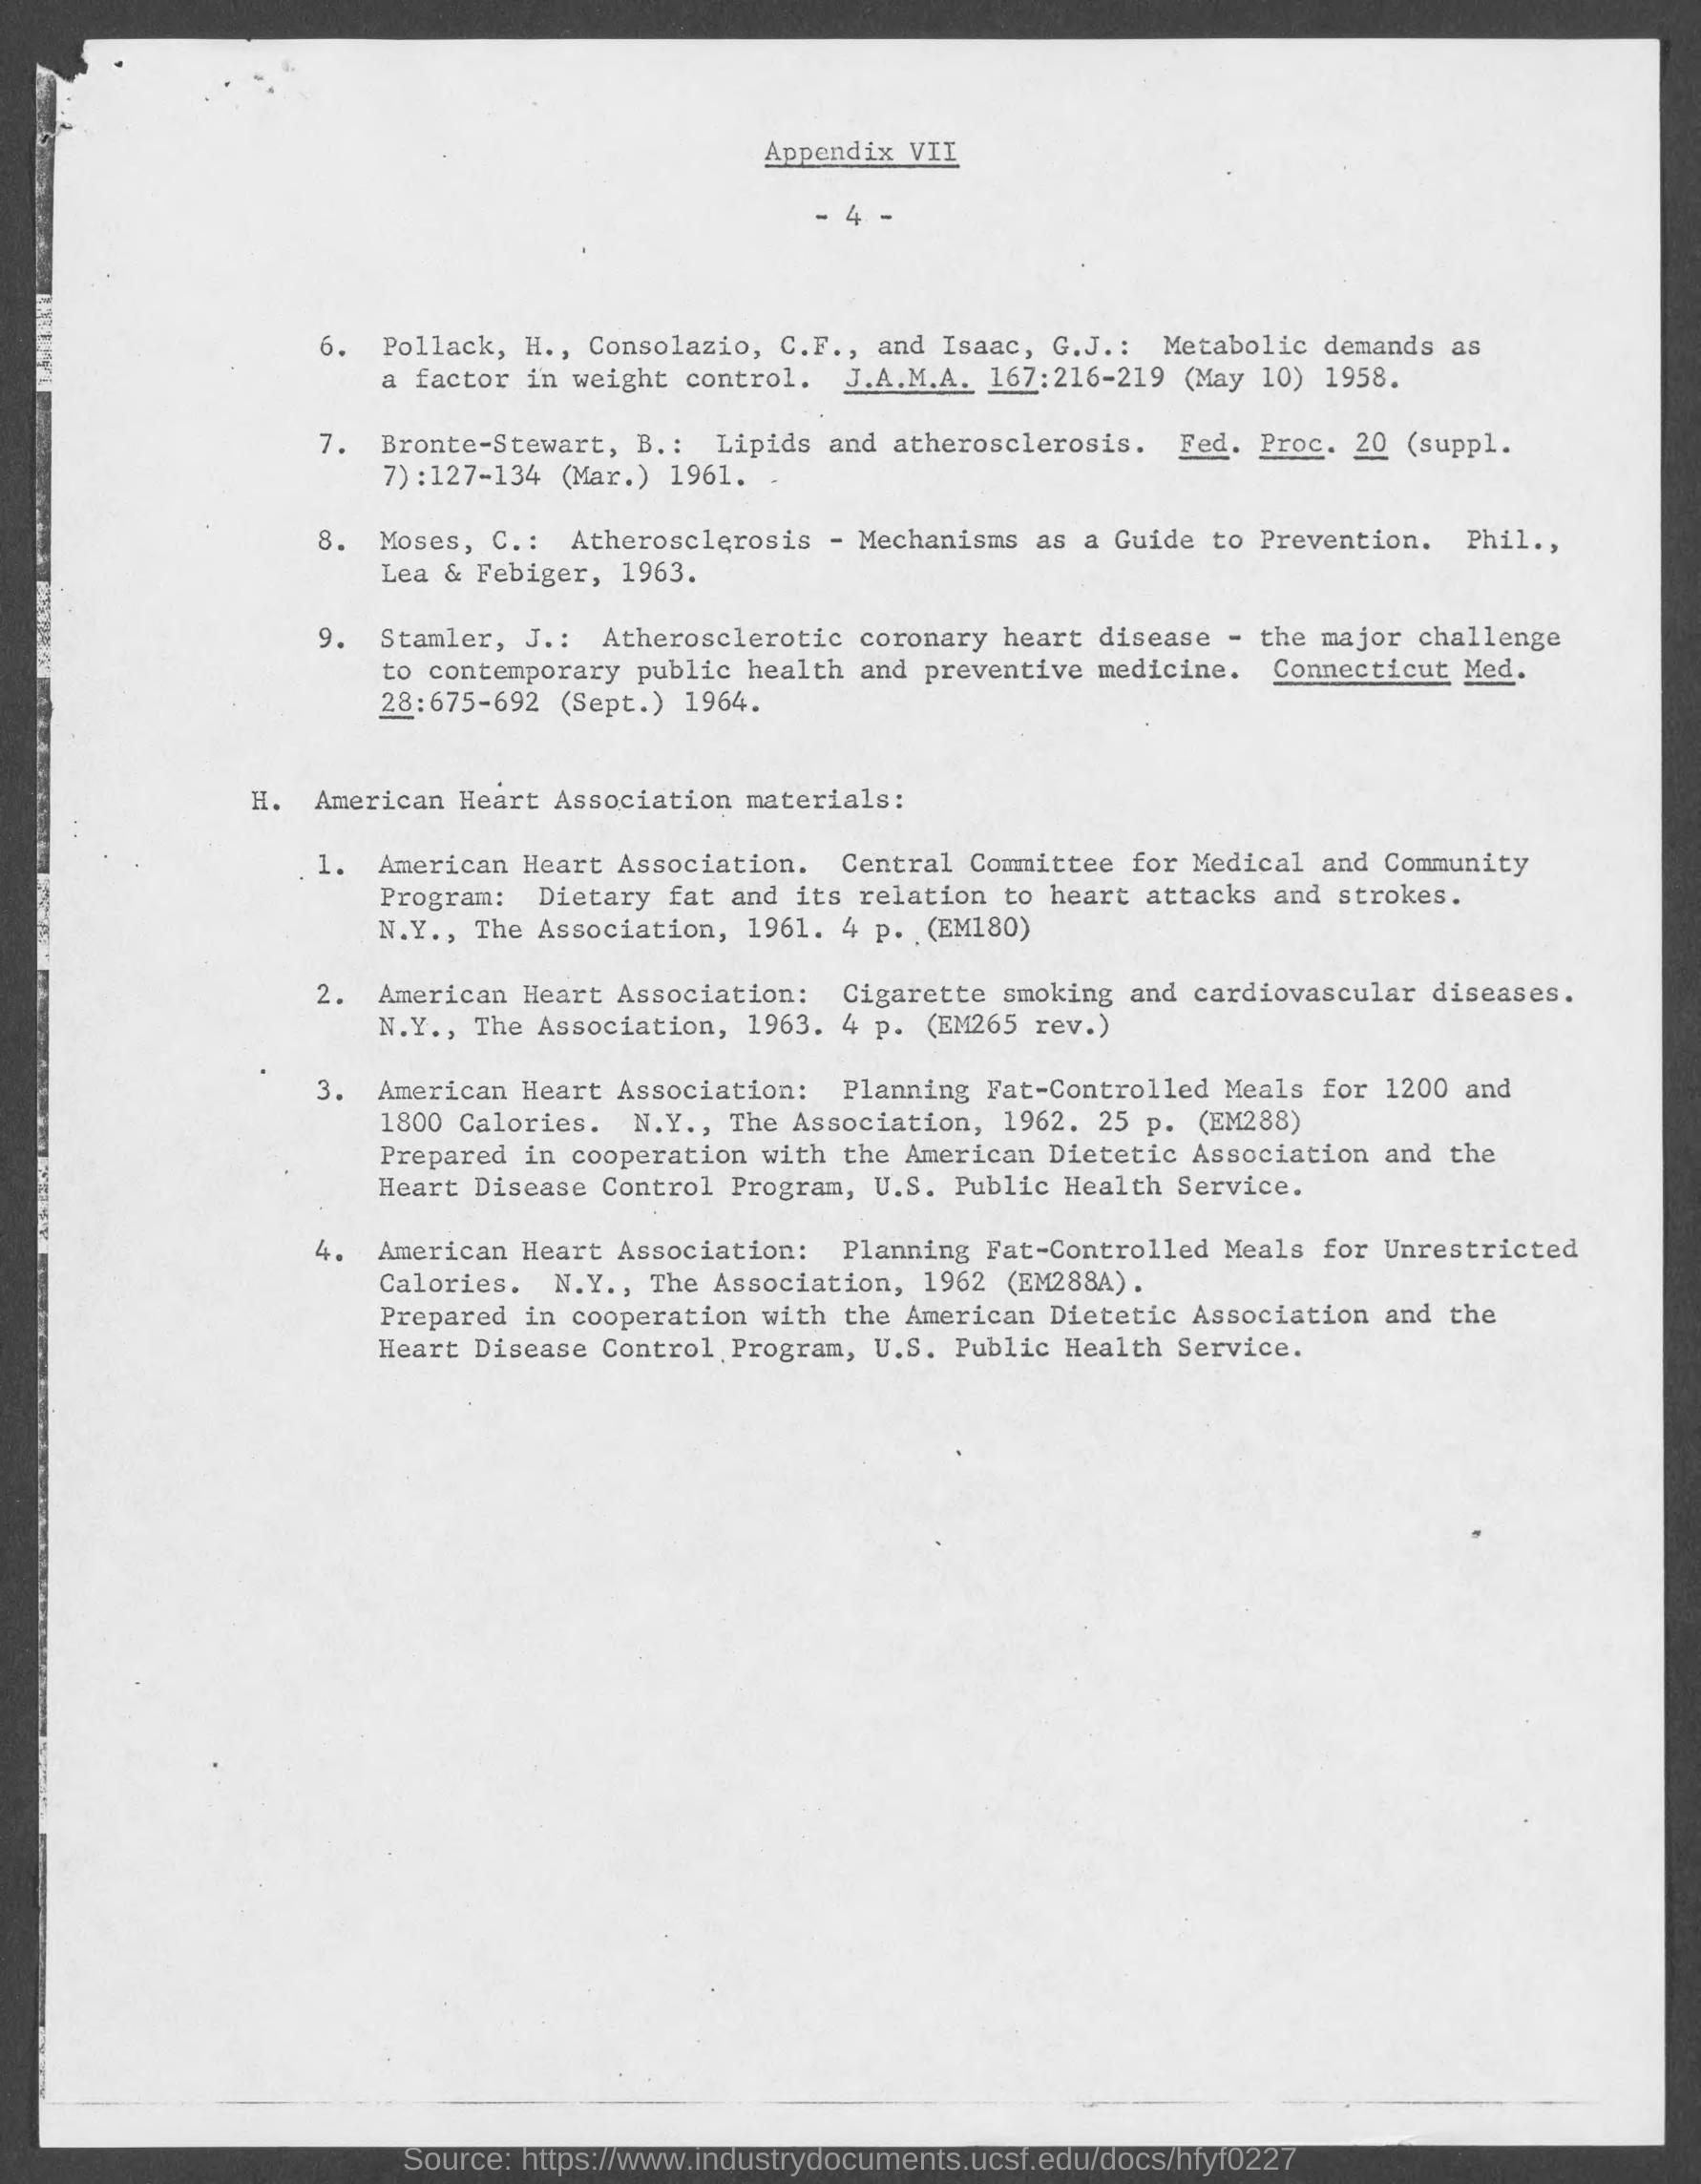 Appendix VII
- 4 -
6. Pollack, H., Consolazio, C.F., and Isaac, G.J.: Metabolic demands as
a factor in weight control. J.A.M.A. 167:216-219 (May 10) 1958.
7. Bronte-Stewart, B.: Lipids and atherosclerosis. Fed. Proc. 20 (suppl.
7):127-134 (Mar.) 1961.
8. Moses, C.: Atherosclerosis - Mechanisms as a Guide to Prevention. Phil.,
Lea & Febiger, 1963.
9. Stamler, J.: Atherosclerotic coronary heart disease - the major challenge
to contemporary public health and preventive medicine. Connecticut Med.
28:675-692 (Sept.) 1964.
H. American Heart Association materials:
1. American Heart Association. Central Committee for Medical and Community
Program: Dietary fat and its relation to heart attacks and strokes.
N.Y., The Association, 1961. 4 p. (EM180)
2. American Heart Association: Cigarette smoking and cardiovascular diseases.
N.Y., The Association, 1963. 4 p. (EM265 rev.)
3. American Heart Association: Planning Fat-Controlled Meals for 1200 and
1800 Calories. N.Y., The Association, 1962. 25 p. (EM288)
Prepared in cooperation with the American Dietetic Association and the
Heart Disease Control Program, U.S. Public Health Service.
4. American Heart Association: Planning Fat-Controlled Meals for Unrestricted
Calories. N.Y., The Association, 1962 (EM288A).
Prepared in cooperation with the American Dietetic Association and the
Heart Disease Control Program, U.S. Public Health Service.
Source: https://www.industrydocuments.ucsf.edu/docs/hfyf0227